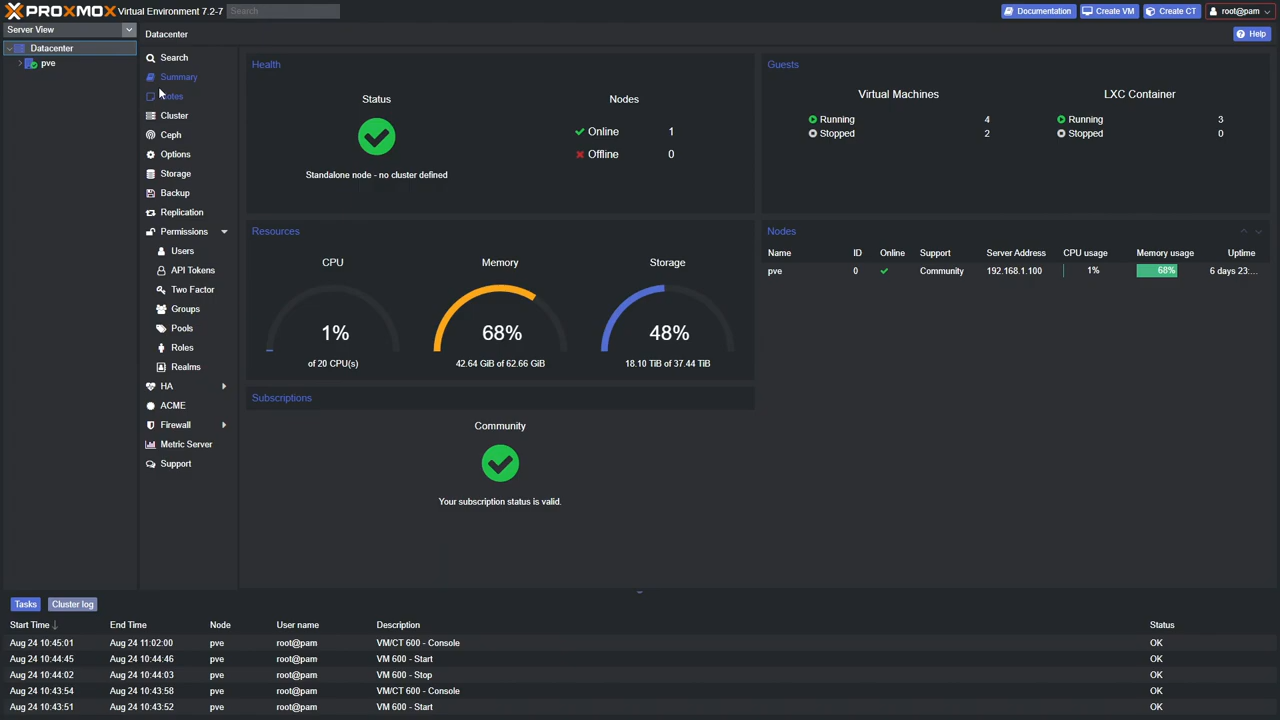 PROXMOX Virtual Environment 7.2-7 Search Documentation Create VM Create CT root@pam
Server View
Datacenter
pve
Datacenter
Help
Search
Summary
Notes
Cluster
Ceph
Options
Storage
Backup
Replication
Permissions
Users
API Tokens
Two Factor
Groups
Pools
Roles
Realms
HA
ACME
Firewall
Metric Server
Support
Health
Status
Standalone node - no cluster defined
Nodes
Online 1
Offline 0
Guests
Virtual Machines
Running 4
Stopped 2
LXC Container
Running 3
Stopped 0
Resources
CPU
1%
of 20 CPU(s)
Memory
68%
42.64 GiB of 62.66 GiB
Storage
48%
18.10 TiB of 37.44 TiB
Nodes
Name ID Online Support Server Address CPU usage Memory usage Uptime
pve 0 Community 192.168.1.100 1% 68% 6 days 23:...
Subscriptions
Community
Your subscription status is valid.
Tasks Cluster log
Start Time End Time Node User name Description Status
Aug 24 10:45:01 Aug 24 11:02:00 pve root@pam VM/CT 600 - Console OK
Aug 24 10:44:45 Aug 24 10:44:46 pve root@pam VM 600 - Start OK
Aug 24 10:44:02 Aug 24 10:44:03 pve root@pam VM 600 - Stop OK
Aug 24 10:43:54 Aug 24 10:43:58 pve root@pam VM/CT 600 - Console OK
Aug 24 10:43:51 Aug 24 10:43:52 pve root@pam VM 600 - Start OK